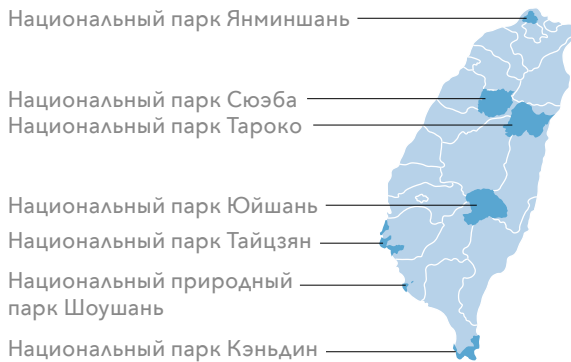 Национальный парк Янминшань
Национальный парк Сюэба
Национальный парк Тароко
Национальный парк Юйшань
Национальный парк Тайцзян
Национальный природный
парк Шоушань
Национальный парк Кэньдин